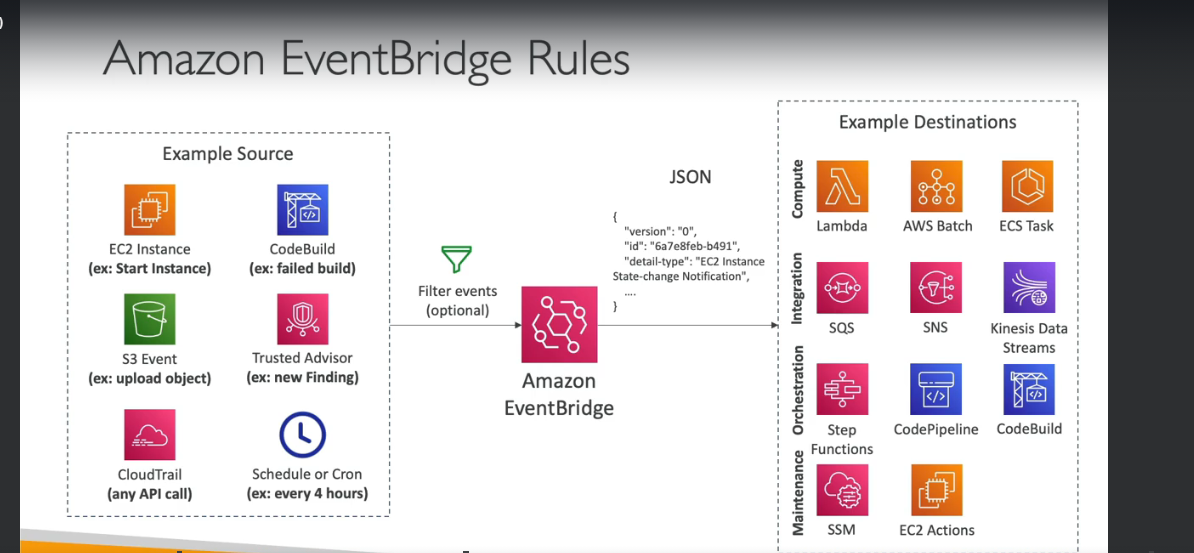 Amazon EventBridge Rules
Example Source
EC2 Instance
(ex: Start Instance)
CodeBuild
(ex: failed build)
S3 Event
(ex: upload object)
Trusted Advisor
(ex: new Finding)
CloudTrail
(any API call)
Schedule or Cron
(ex: every 4 hours)
Filter events
(optional)
Amazon
EventBridge
JSON
{
"version": "0",
"id": "6a7e8feb-b491",
"detail-type": "EC2 Instance
State-change Notification",
....
}
Example Destinations
Compute
Lambda
AWS Batch
ECS Task
Integration
SQS
SNS
Kinesis Data
Streams
Orchestration
Step
Functions
CodePipeline
CodeBuild
Maintenance
SSM
EC2 Actions